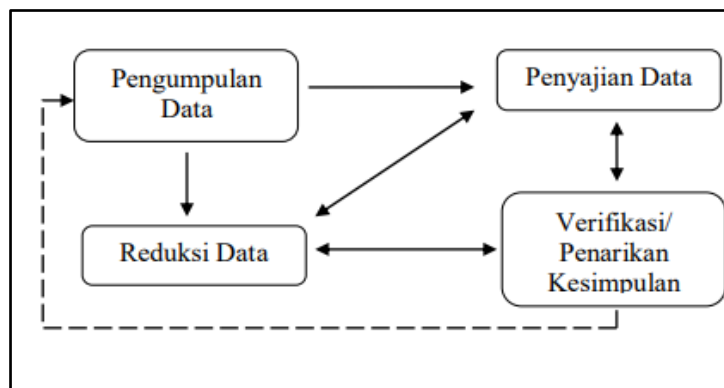 Pengumpulan
Data
Penyajian Data
Reduksi Data
Verifikasi/
Penarikan
Kesimpulan